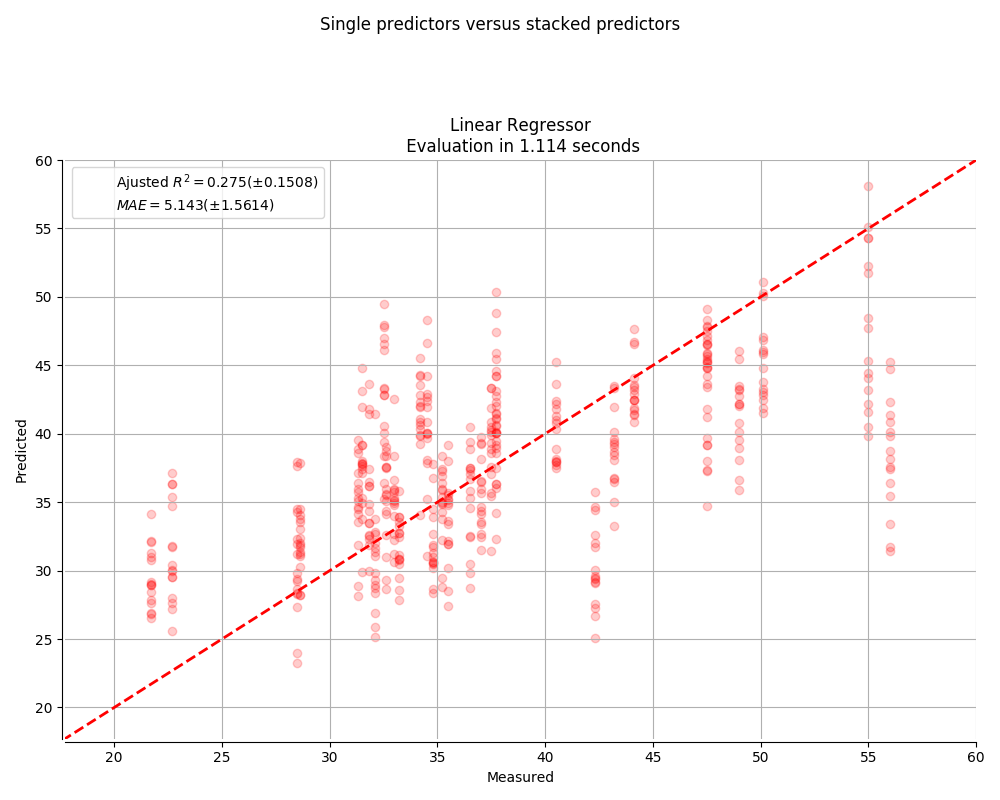 Single predictors versus stacked predictors
Linear Regressor
Evaluation in 1.114 seconds
Ajusted $R^2 = 0.275(\pm 0.1508)$
$MAE = 5.143(\pm 1.5614)$
60
55
50
45
40
35
30
25
20
Predicted
20 25 30 35 40 45 50 55 60
Measured